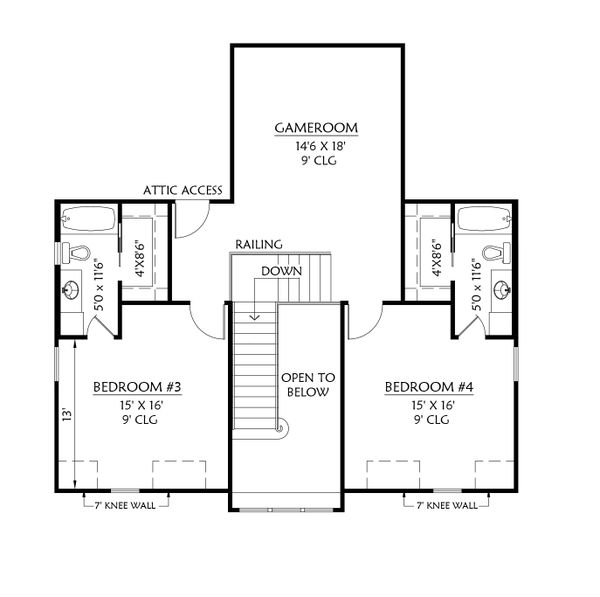 GAMEROOM
14'6 X 18'
9' CLG
ATTIC ACCESS
RAILING
DOWN
4'X8'6"
5'0 x 11'6"
4'X8'6"
5'0 x 11'6"
BEDROOM #3
15' X 16'
9' CLG
13'
OPEN TO
BELOW
BEDROOM #4
15' X 16'
9' CLG
7' KNEE WALL
7' KNEE WALL